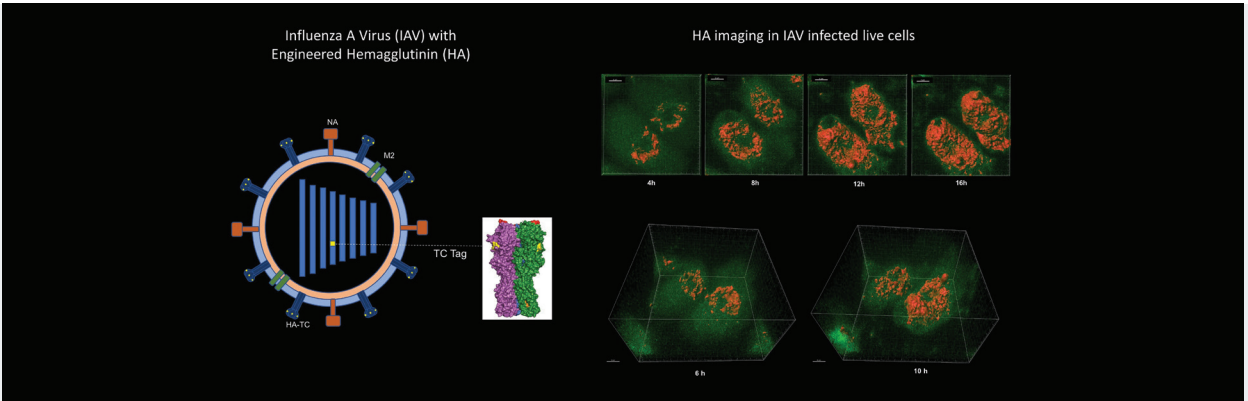 Influenza A Virus (IAV) with
Engineered Hemagglutinin (HA)
NA
M2
TC Tag
HA-TC
HA imaging in IAV infected live cells
4h
8h
12h
16h
6 h
10 h